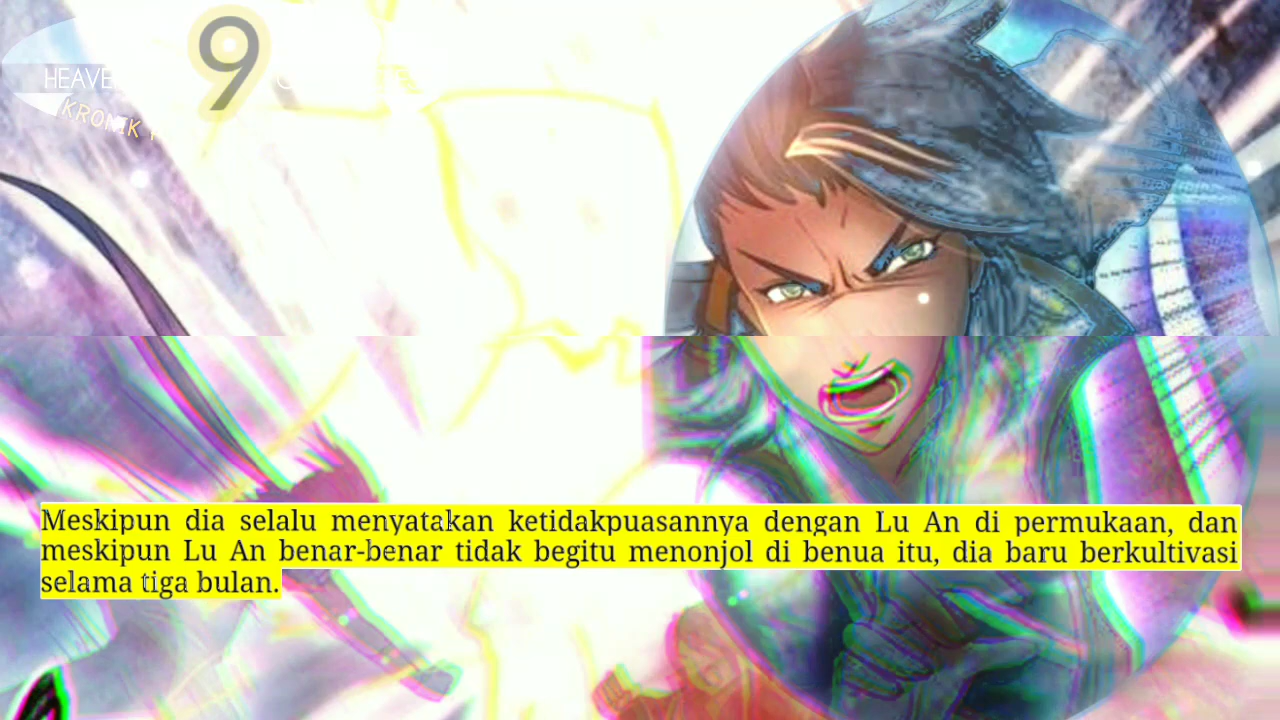 9
HEAVE
KRONIK
Meskipun dia selalu menyatakan ketidakpuasannya dengan Lu An di permukaan, dan
meskipun Lu An benar-benar tidak begitu menonjol di benua itu, dia baru berkultivasi
selama tiga bulan.